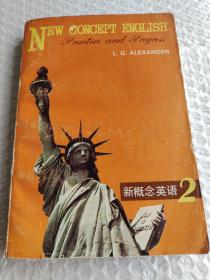 NEW CONCEPT ENGLISH
Practice and Progress
L. G. ALEXANDER
新概念英语 2